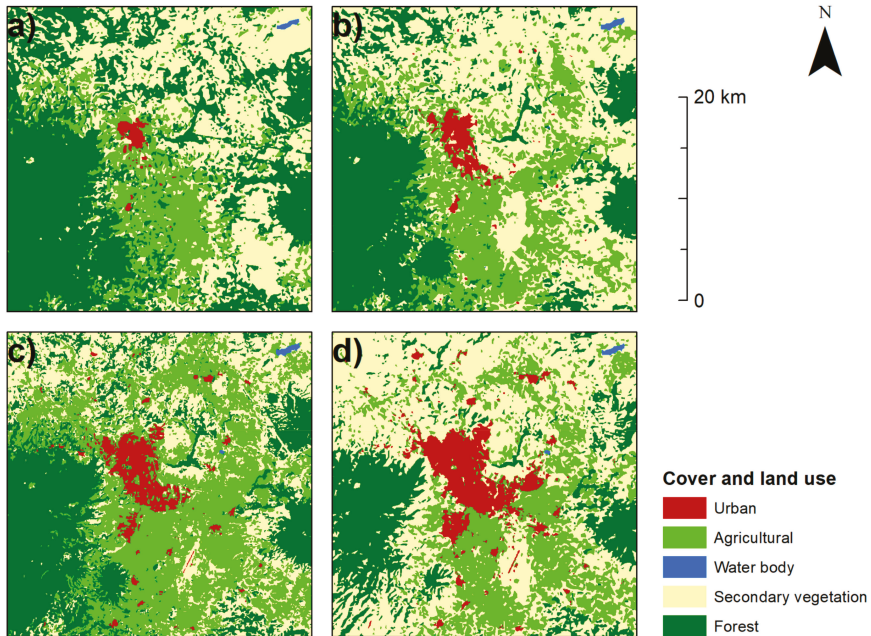 a)
b)
N
20 km
0
c)
d)
Cover and land use
Urban
Agricultural
Water body
Secondary vegetation
Forest